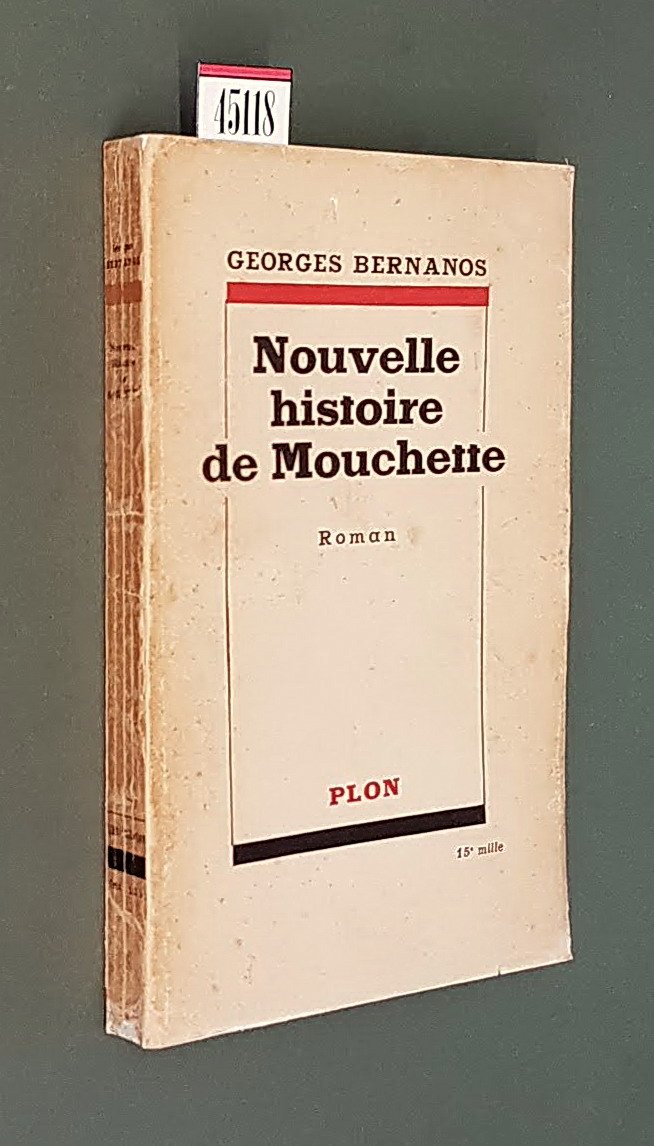 45118
GEORGES BERNANOS
Nouvelle
histoire
de Mouchette
Roman
PLON
15e mille